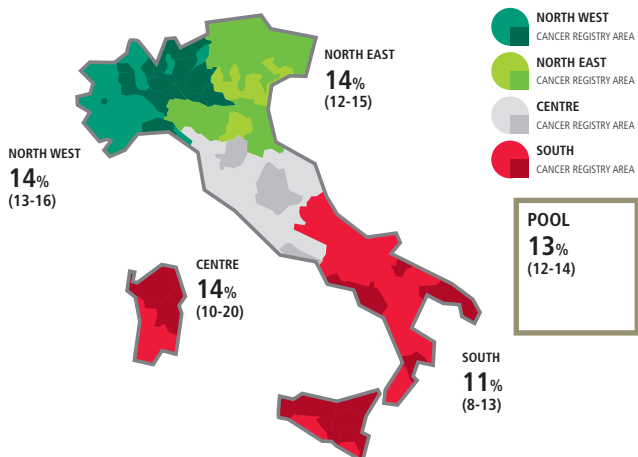 NORTH WEST
CANCER REGISTRY AREA
NORTH EAST
CANCER REGISTRY AREA
CENTRE
CANCER REGISTRY AREA
SOUTH
CANCER REGISTRY AREA
NORTH EAST
14%
(12-15)
NORTH WEST
14%
(13-16)
POOL
13%
(12-14)
CENTRE
14%
(10-20)
SOUTH
11%
(8-13)